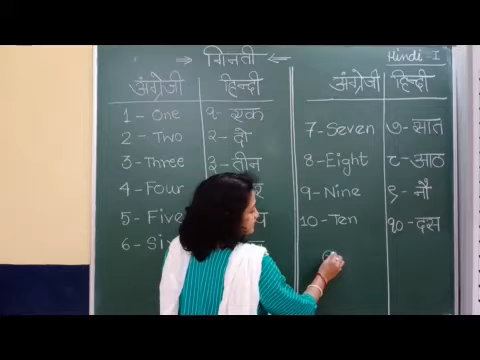 ⇒ गिनती ⇐
Hindi - I
अंग्रेजी हिन्दी
1 - One १ - एक
2 - Two २ - दो
3 - Three ३ - तीन
4 - Four
5 - Five
6 -
अंग्रेजी हिन्दी
7 - Seven ७ - सात
8 - Eight ८ - आठ
9 - Nine ९ - नौ
10 - Ten १० - दस